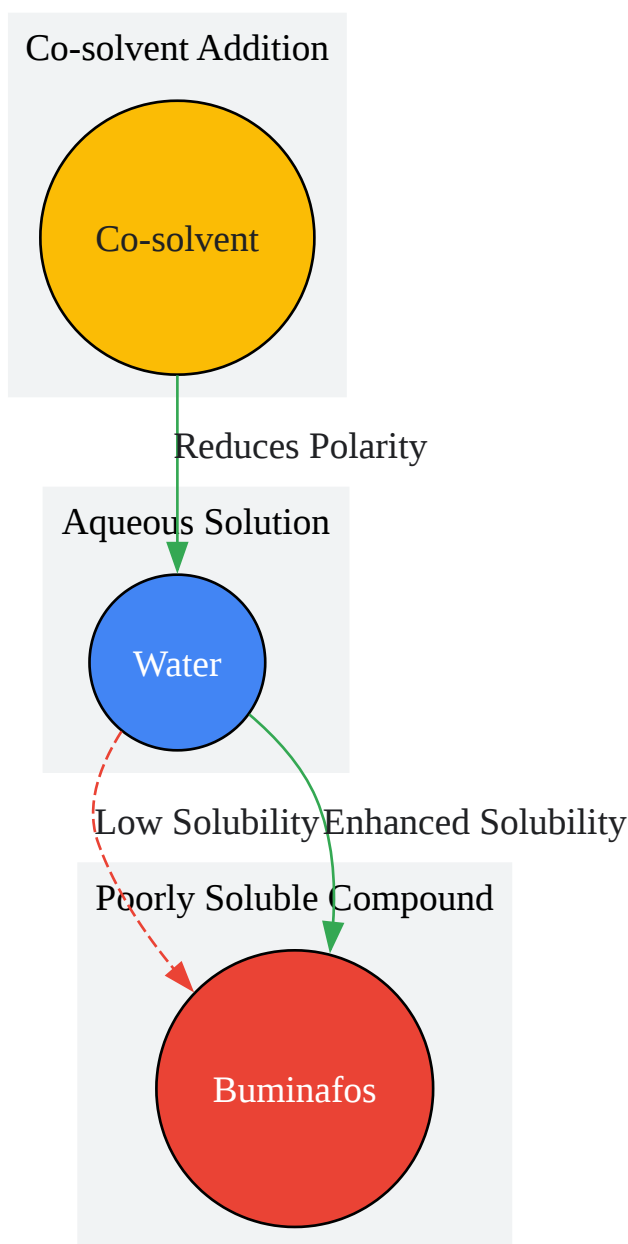 Co-solvent Addition
Co-solvent
Reduces Polarity
Aqueous Solution
Water
Low Solubility
Enhanced Solubility
Poorly Soluble Compound
Buminafos